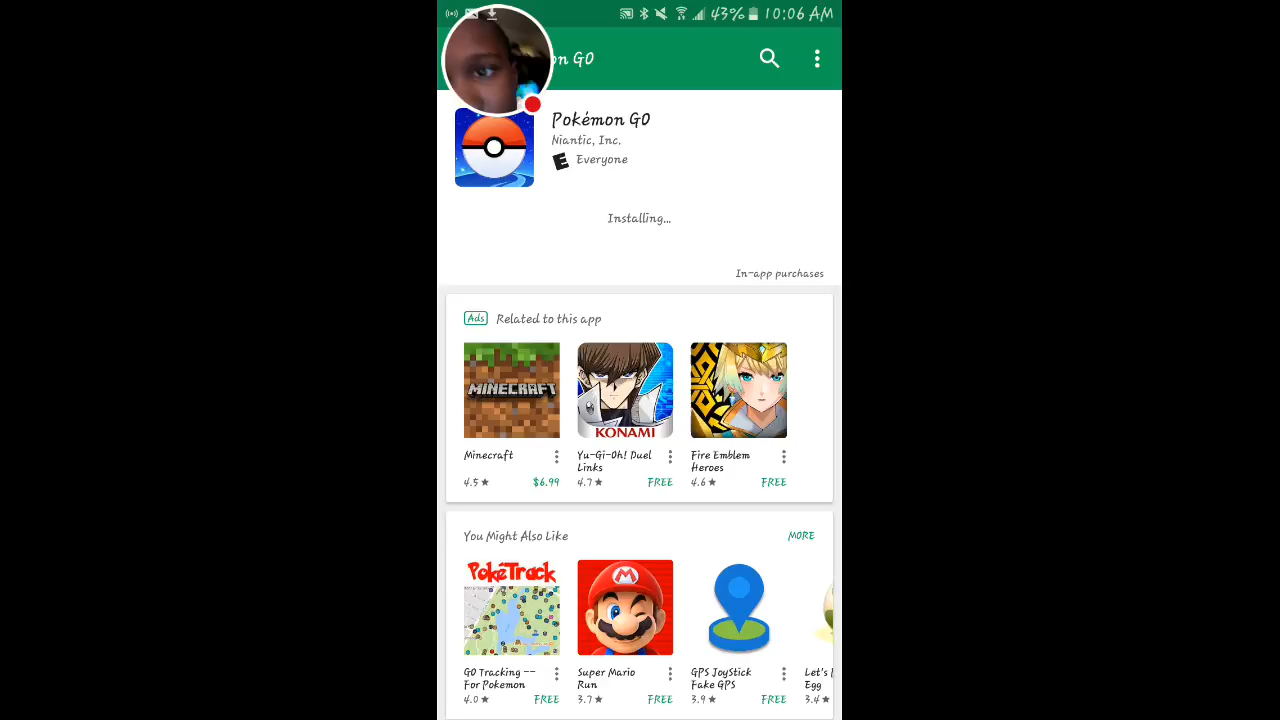 43% 10:06 AM
on GO
Pokémon GO
Niantic, Inc.
E Everyone
Installing...
In-app purchases
Ads Related to this app
MINECRAFT
KONAMI
Minecraft
Yu-Gi-Oh! Duel Links
Fire Emblem Heroes
4.5 $6.99
4.7 FREE
4.6 FREE
You Might Also Like MORE
PokéTrack
M
GO Tracking -- For Pokemon
Super Mario Run
GPS JoyStick Fake GPS
Let's Egg
4.0 FREE
3.7 FREE
3.9 FREE
3.4